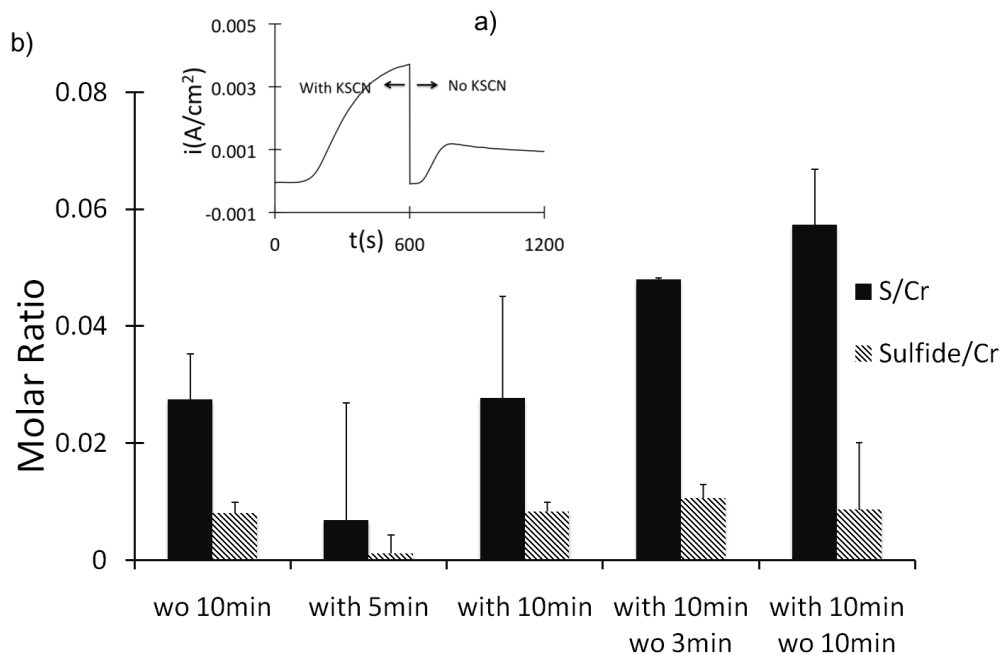 b)
a)
0.005
0.003
0.001
-0.001
i(A/cm²)
With KSCN
No KSCN
0
t(s)
600
1200
0.08
0.06
0.04
0.02
0
Molar Ratio
S/Cr
Sulfide/Cr
wo 10min
with 5min
with 10min
with 10min
wo 3min
with 10min
wo 10min